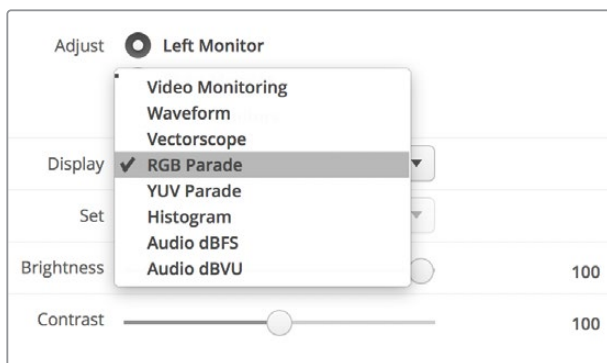 Adjust Left Monitor
Video Monitoring
Waveform
Vectorscope
Display ✓ RGB Parade
YUV Parade
Set Histogram
Audio dBFS
Brightness Audio dBVU 100
Contrast 100